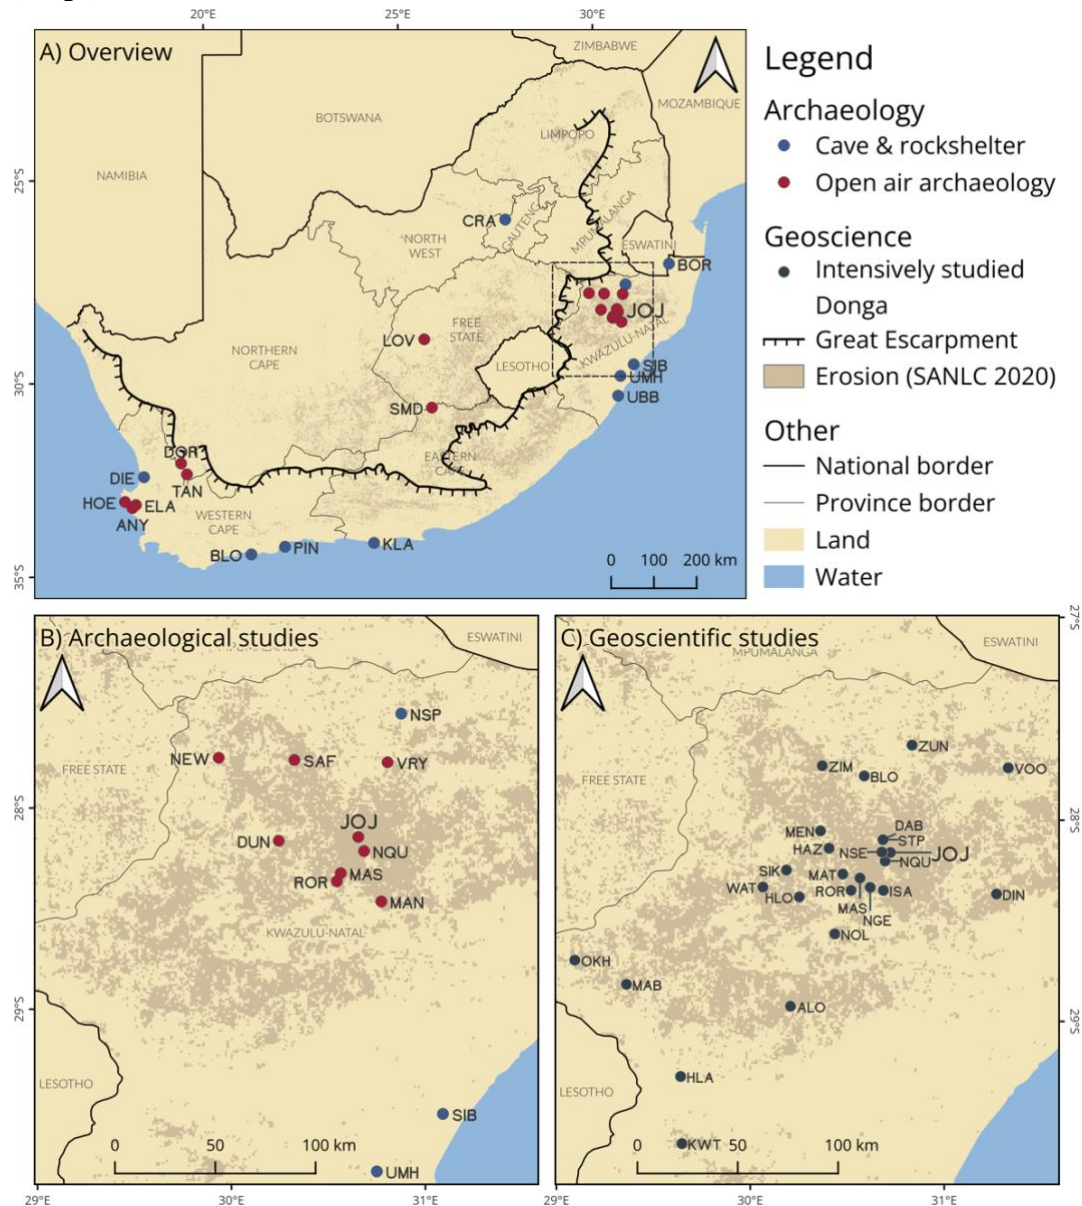 20°E 25°E 30°E
A) Overview
ZIMBABWE
MOZAMBIQUE
BOTSWANA
LIMPOPO
NAMIBIA
25°S
CRA
GAUTENG
MPUMALANGA
NORTH
WEST
ESWATINI
BOR
JOJ
FREE
STATE
LOV
KWAZULU-NATAL
NORTHERN
CAPE
LESOTHO
SIB
UMH
30°S
UBB
SMD
EASTERN
CAPE
DOR
DIE
TAN
HOE
ELA
ANY
WESTERN
CAPE
BLO
PIN
KLA
0 100 200 km
35°S
Legend
Archaeology
Cave & rockshelter
Open air archaeology
Geoscience
Intensively studied
Donga
Great Escarpment
Erosion (SANLC 2020)
Other
National border
Province border
Land
Water
B) Archaeological studies
ESWATINI
NSP
NEW
SAF
VRY
FREE STATE
28°S
JOJ
DUN
NQU
MAS
ROR
MAN
KWAZULU-NATAL
29°S
LESOTHO
SIB
0 50 100 km
UMH
29°E 30°E 31°E
C) Geoscientific studies
27°S
MPUMALANGA
ESWATINI
ZUN
ZIM
VOO
BLO
FREE STATE
28°S
DAB
MEN
STP
HAZ
NSE
JOJ
NQU
SIK
MAT
WAT
ROR
ISA
HLO
DIN
MAS
NGE
NOL
OKH
MAB
ALO
29°S
HLA
LESOTHO
KWT
0 50 100 km
29°E 30°E 31°E